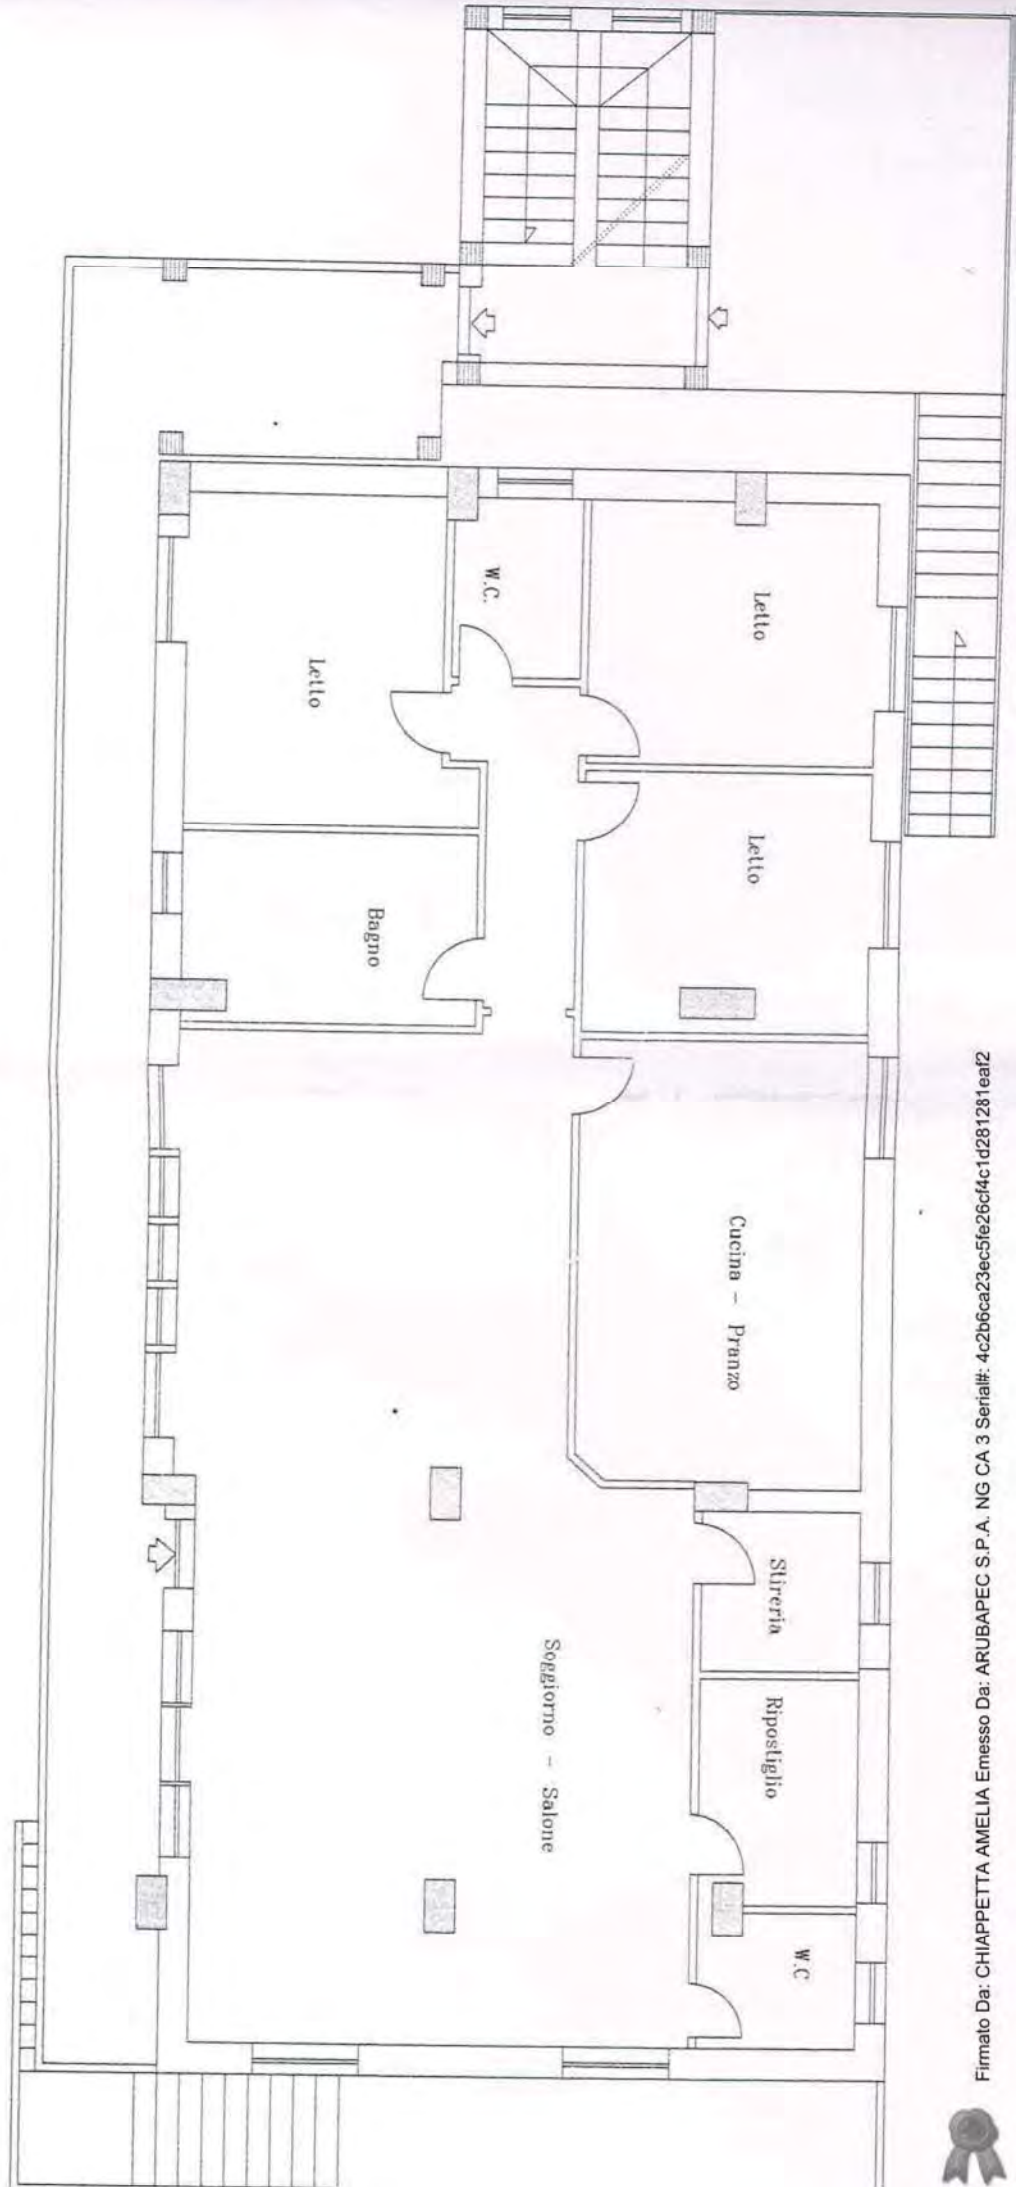 Letto
W.C.
Letto
Letto
Bagno
Cucina - Pranzo
Stireria
Ripostiglio
Soggiorno - Salone
W.C
Firmato Da: CHIAPPETTA AMELIA Emesso Da: ARUBAPEC S.P.A. NG CA 3 Serial#: 4c2b6ca23ec5fe26cf4c1d281281eaf2